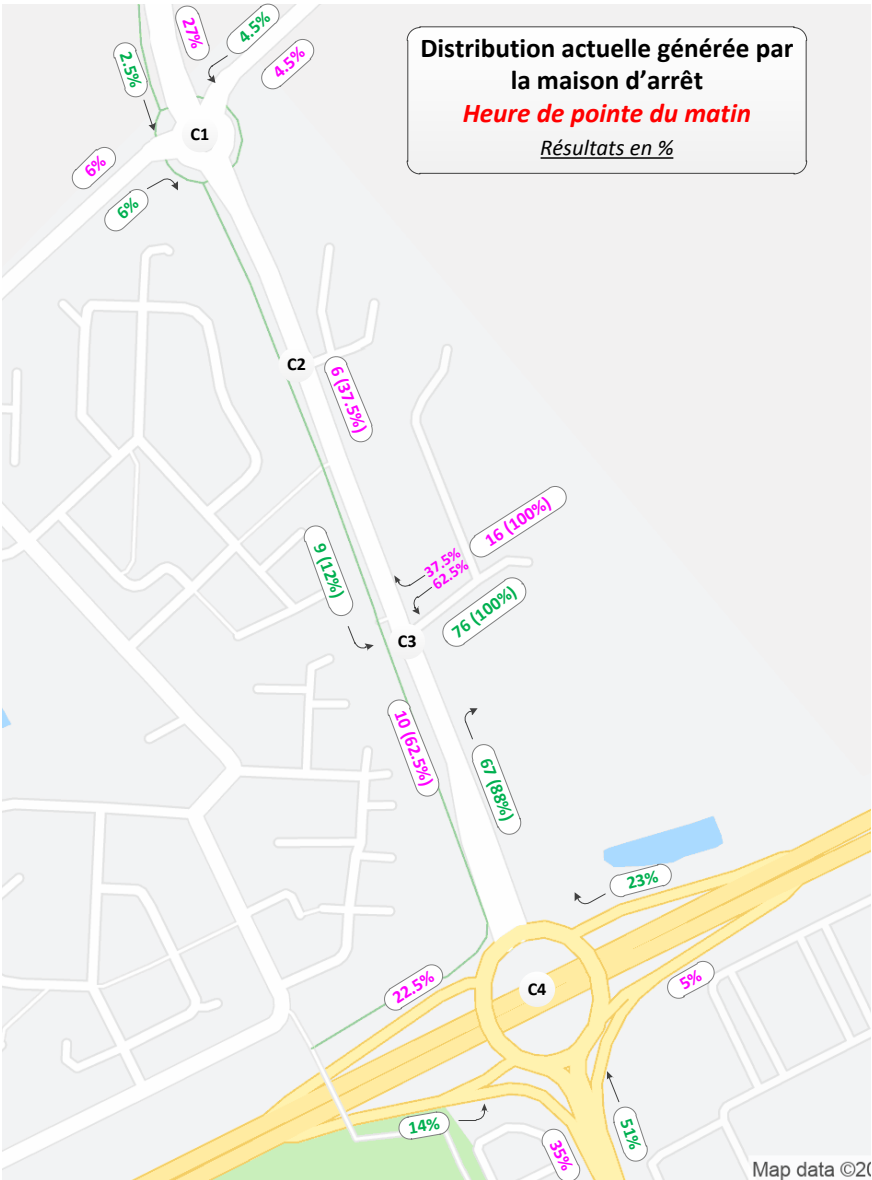 Distribution actuelle générée par
la maison d'arrêt
Heure de pointe du matin
Résultats en %
27%
4.5%
4.5%
2.5%
C1
6%
6%
C2
6 (37.5%)
16 (100%)
9 (12%)
37.5%
62.5%
76 (100%)
C3
10 (62.5%)
67 (88%)
23%
22.5%
C4
5%
14%
51%
35%
Map data ©20